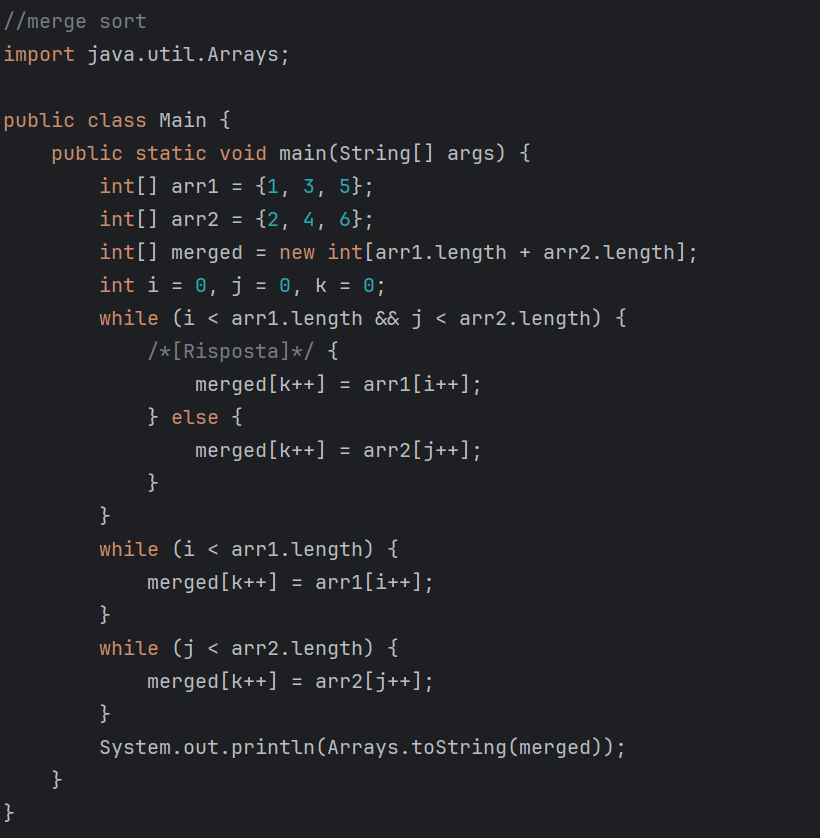 //merge sort
import java.util.Arrays;

public class Main {
    public static void main(String[] args) {
        int[] arr1 = {1, 3, 5};
        int[] arr2 = {2, 4, 6};
        int[] merged = new int[arr1.length + arr2.length];
        int i = 0, j = 0, k = 0;
        while (i < arr1.length && j < arr2.length) {
            /*[Risposta]*/ {
                merged[k++] = arr1[i++];
            } else {
                merged[k++] = arr2[j++];
            }
        }
        while (i < arr1.length) {
            merged[k++] = arr1[i++];
        }
        while (j < arr2.length) {
            merged[k++] = arr2[j++];
        }
        System.out.println(Arrays.toString(merged));
    }
}